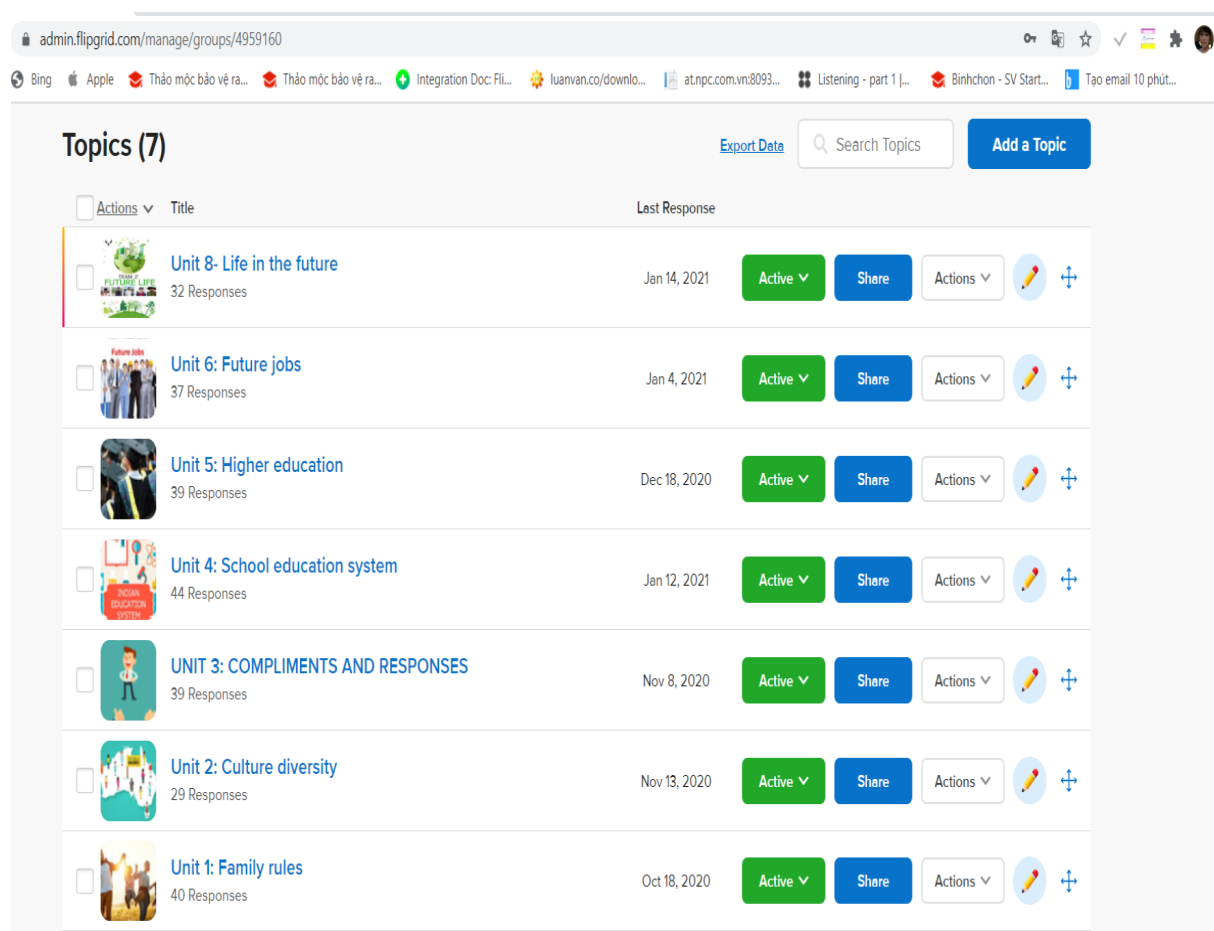 admin.flipgrid.com/manage/groups/4959160
Bing Apple Thảo mộc bảo vệ ra... Thảo mộc bảo vệ ra... Integration Doc: Fli... luanvan.co/downlo... at.npc.com.vn:8093... Listening - part 1 |... Binhchon - SV Start... Tạo email 10 phút...
Topics (7) Export Data Search Topics Add a Topic
Actions Title Last Response
FUTURE LIFE
Unit 8- Life in the future
32 Responses
Jan 14, 2021 Active Share Actions
Future Jobs
Unit 6: Future jobs
37 Responses
Jan 4, 2021 Active Share Actions
Unit 5: Higher education
39 Responses
Dec 18, 2020 Active Share Actions
INDIAN
EDUCATION
SYSTEM
Unit 4: School education system
44 Responses
Jan 12, 2021 Active Share Actions
UNIT 3: COMPLIMENTS AND RESPONSES
39 Responses
Nov 8, 2020 Active Share Actions
Unit 2: Culture diversity
29 Responses
Nov 13, 2020 Active Share Actions
Unit 1: Family rules
40 Responses
Oct 18, 2020 Active Share Actions